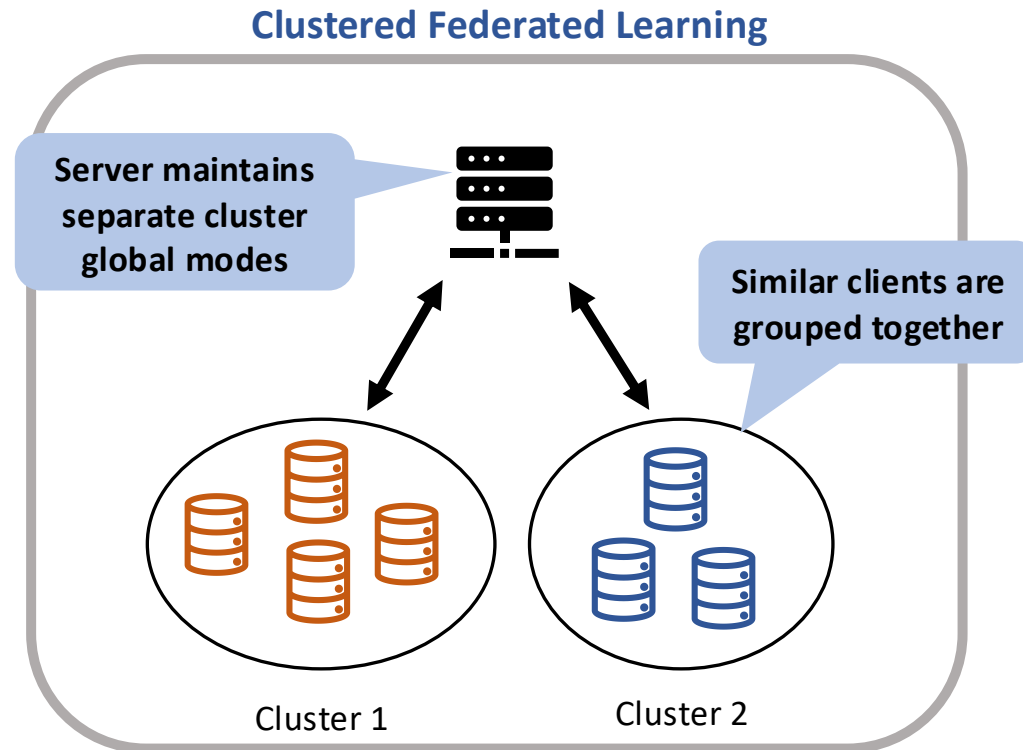 Clustered Federated Learning
Server maintains
separate cluster
global modes
Similar clients are
grouped together
Cluster 1
Cluster 2